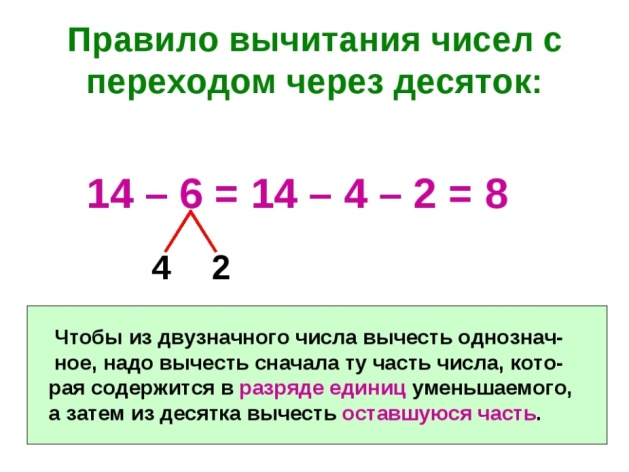 Правило вычитания чисел с
переходом через десяток:
14 – 6 = 14 – 4 – 2 = 8
4 2
Чтобы из двузначного числа вычесть однознач-
ное, надо вычесть сначала ту часть числа, кото-
рая содержится в разряде единиц уменьшаемого,
а затем из десятка вычесть оставшуюся часть.